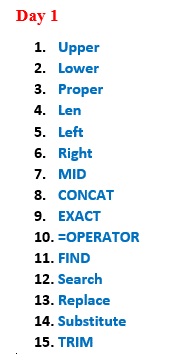 Day 1
1. Upper
2. Lower
3. Proper
4. Len
5. Left
6. Right
7. MID
8. CONCAT
9. EXACT
10. =OPERATOR
11. FIND
12. Search
13. Replace
14. Substitute
15. TRIM